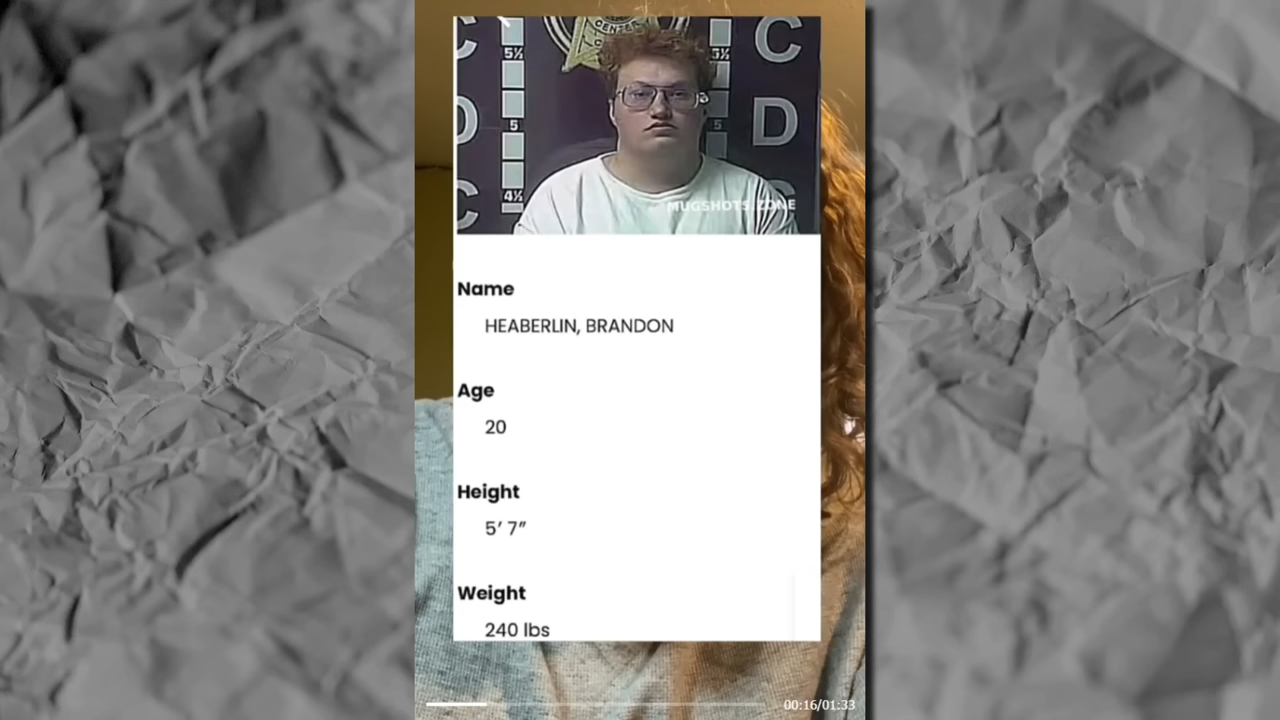 CENTER
C C
5½ 5½
D 5 5 D
4½
C C
MUGSHOTS.ZONE
Name
HEABERLIN, BRANDON
Age
20
Height
5' 7"
Weight
240 lbs
00:16/01:33